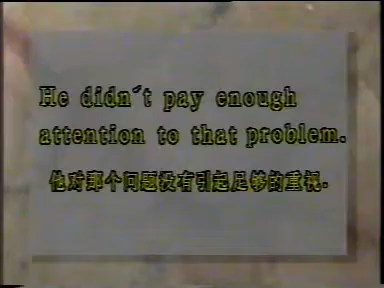 He didn´t pay enough
attention to that problem.
他对那个问题没有引起足够的重视.